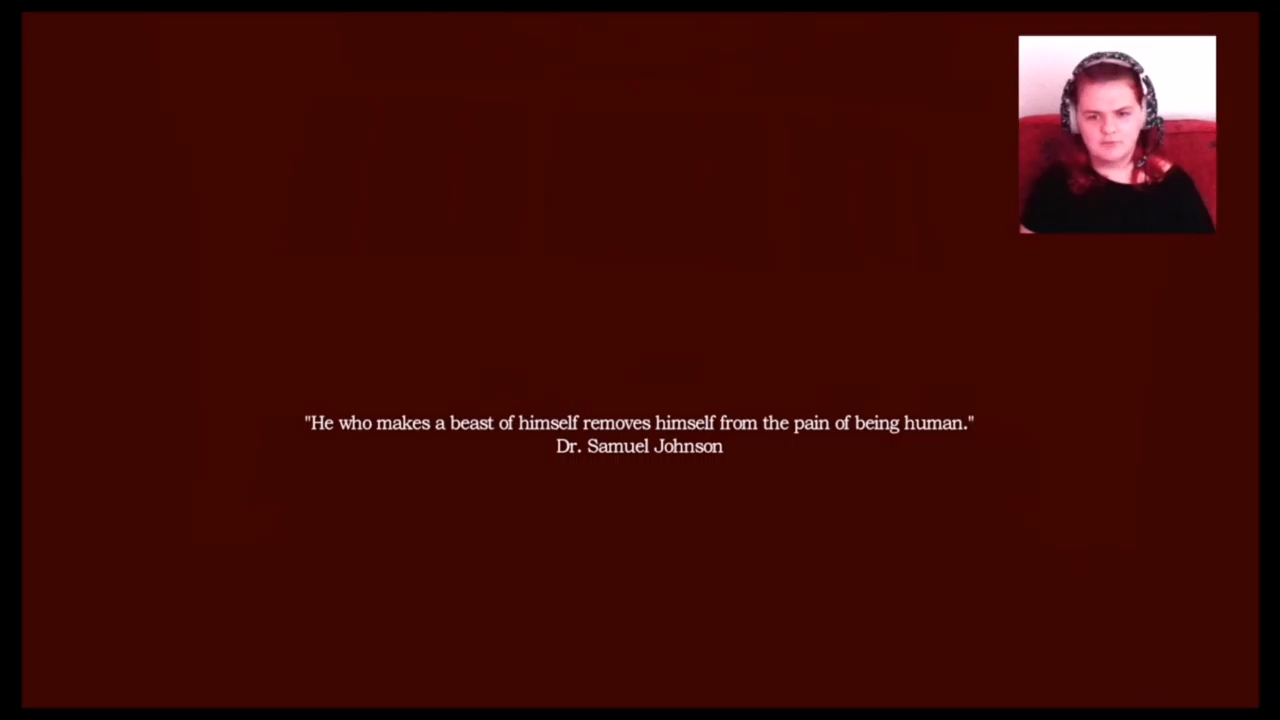 "He who makes a beast of himself removes himself from the pain of being human."
Dr. Samuel Johnson